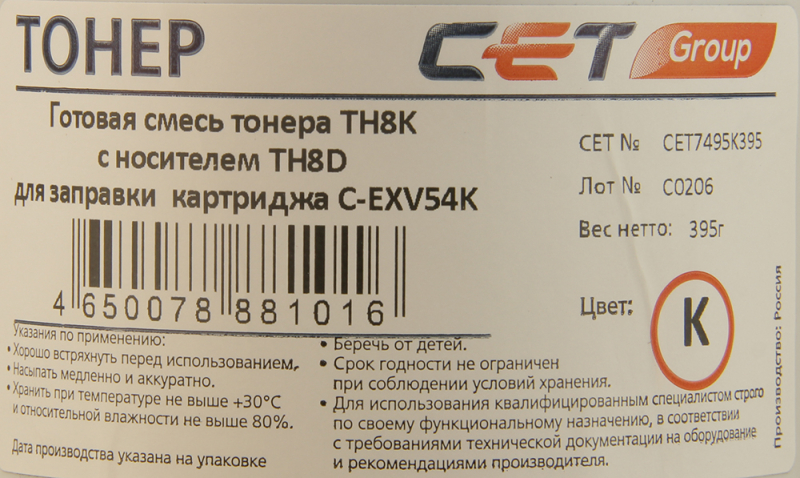 ТОНЕР
CET Group
Готовая смесь тонера TH8K
с носителем TH8D
для заправки картриджа C-EXV54K
CET № CET7495K395
Лот № CO206
Вес нетто: 395г
Цвет: K
4 650078 881016
Указания по применению:
• Хорошо встряхнуть перед использованием,
• Насыпать медленно и аккуратно.
• Хранить при температуре не выше +30°C
и относительной влажности не выше 80%.
Дата производства указана на упаковке
• Беречь от детей.
• Срок годности не ограничен
при соблюдении условий хранения.
• Для использования квалифицированным специалистом строго
по своему функциональному назначению, в соответствии
с требованиями технической документации на оборудование
и рекомендациями производителя.
Производство: Россия